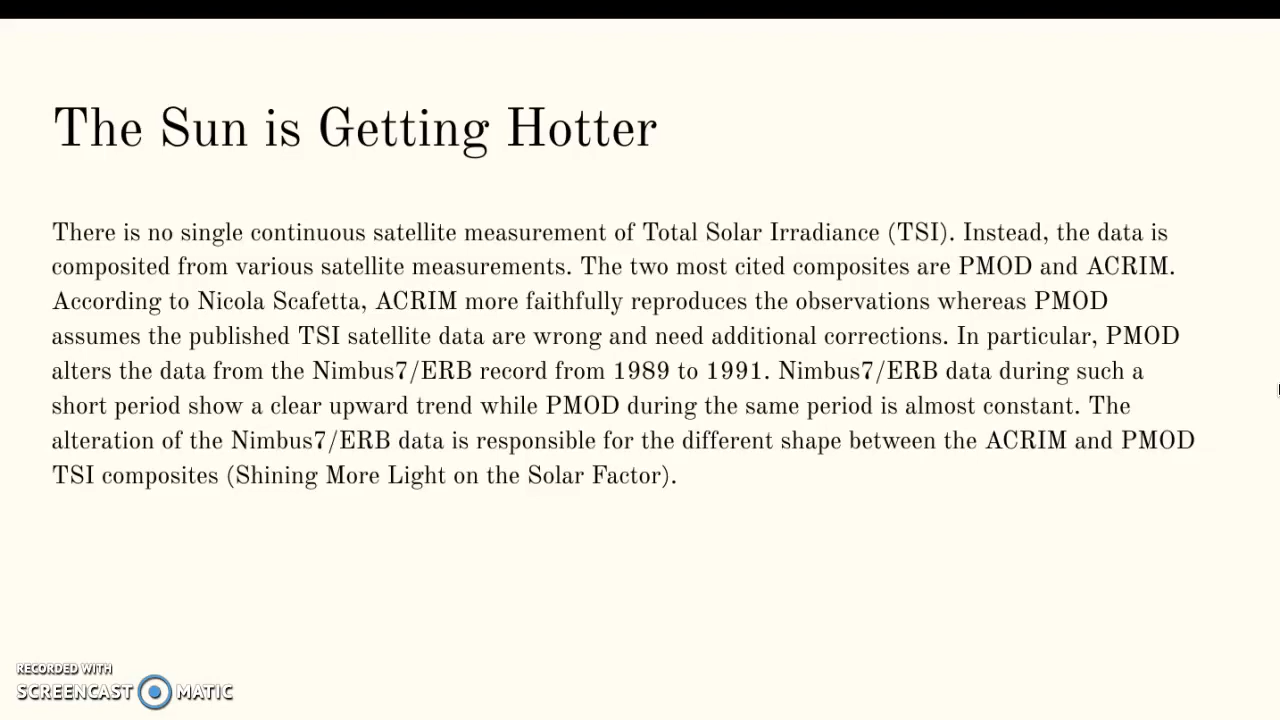 The Sun is Getting Hotter
There is no single continuous satellite measurement of Total Solar Irradiance (TSI). Instead, the data is
composited from various satellite measurements. The two most cited composites are PMOD and ACRIM.
According to Nicola Scafetta, ACRIM more faithfully reproduces the observations whereas PMOD
assumes the published TSI satellite data are wrong and need additional corrections. In particular, PMOD
alters the data from the Nimbus7/ERB record from 1989 to 1991. Nimbus7/ERB data during such a
short period show a clear upward trend while PMOD during the same period is almost constant. The
alteration of the Nimbus7/ERB data is responsible for the different shape between the ACRIM and PMOD
TSI composites (Shining More Light on the Solar Factor).
RECORDED WITH
SCREENCAST MATIC